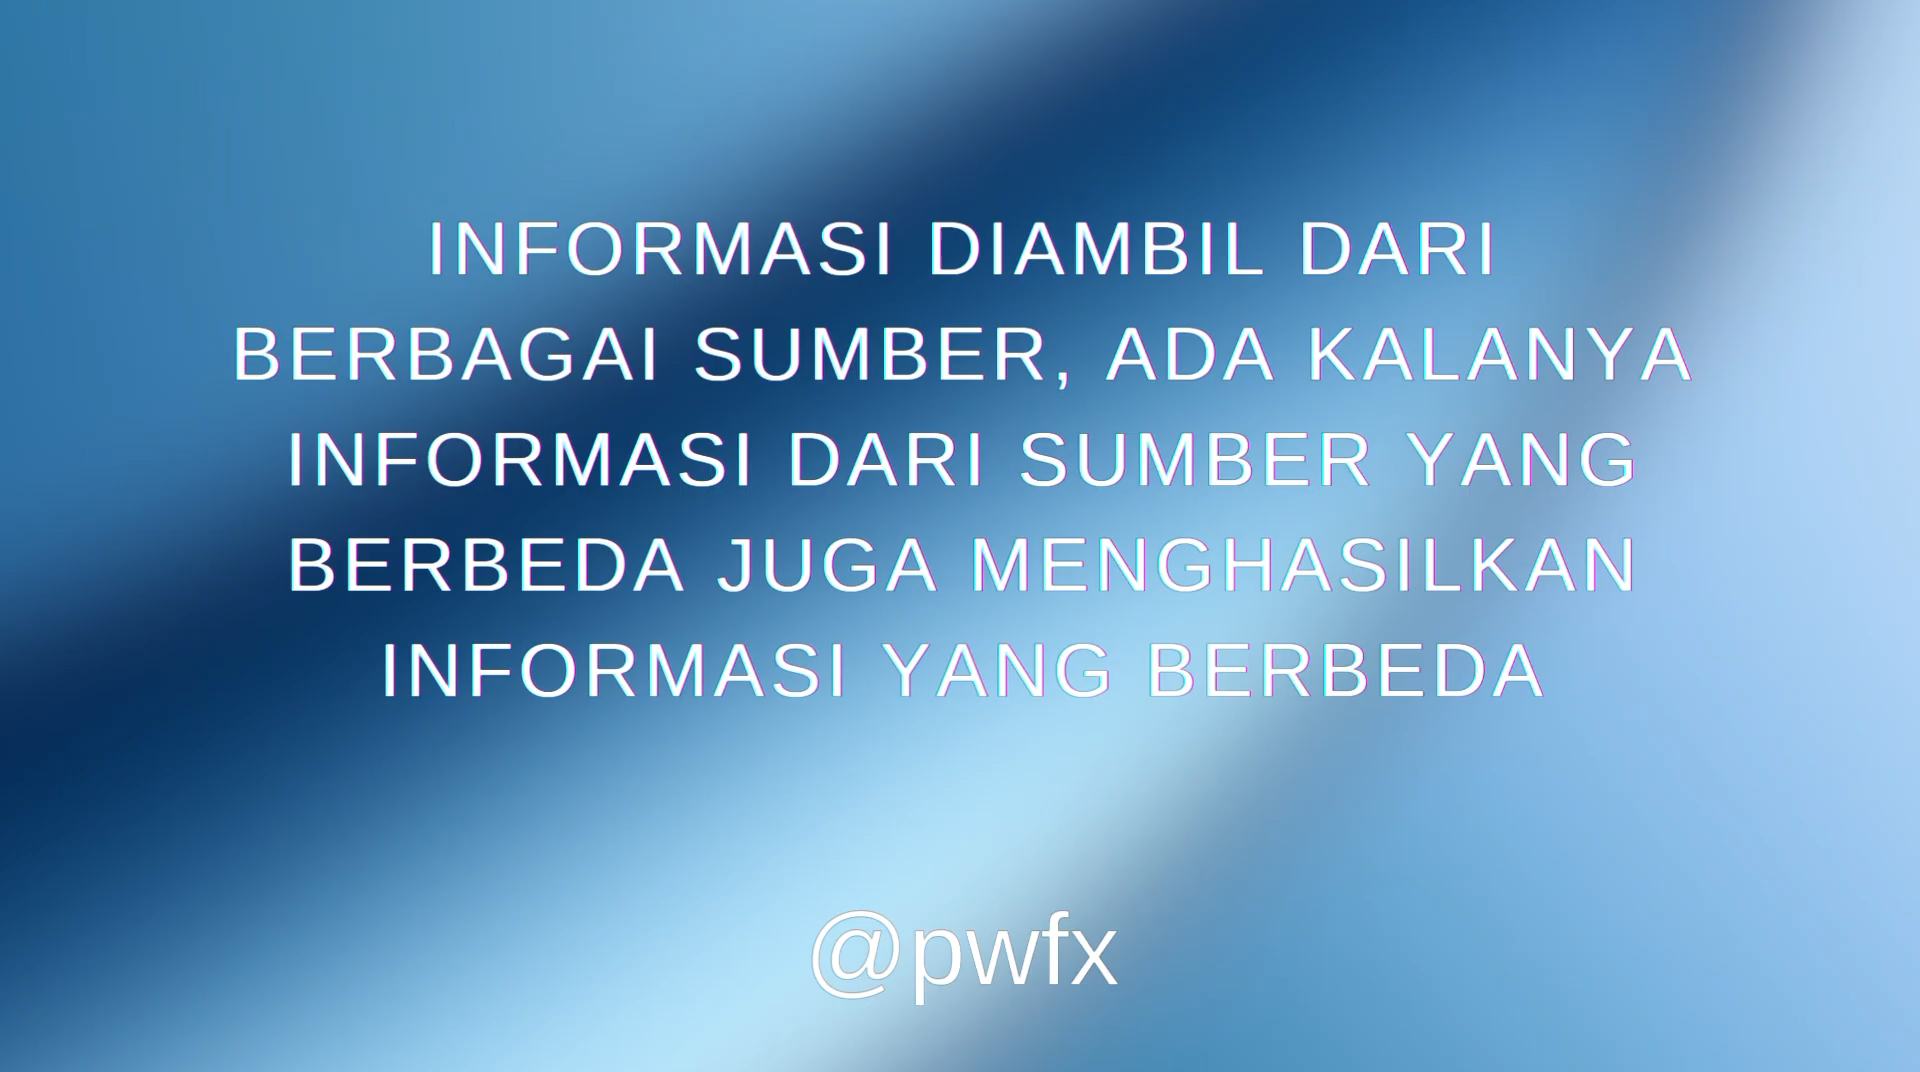 INFORMASI DIAMBIL DARI
BERBAGAI SUMBER, ADA KALANYA
INFORMASI DARI SUMBER YANG
BERBEDA JUGA MENGHASILKAN
INFORMASI YANG BERBEDA
@pwfx